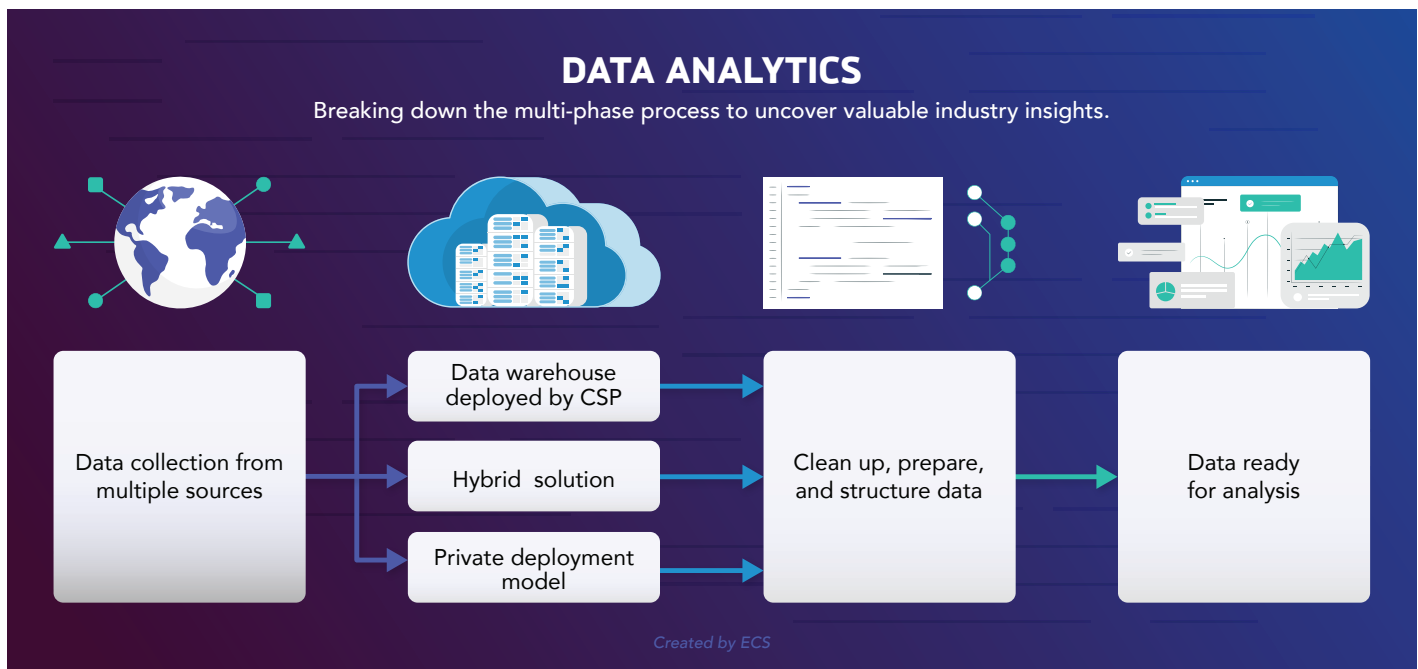 DATA ANALYTICS
Breaking down the multi-phase process to uncover valuable industry insights.
Data collection from
multiple sources
Data warehouse
deployed by CSP
Hybrid solution
Private deployment
model
Clean up, prepare,
and structure data
Data ready
for analysis
Created by ECS